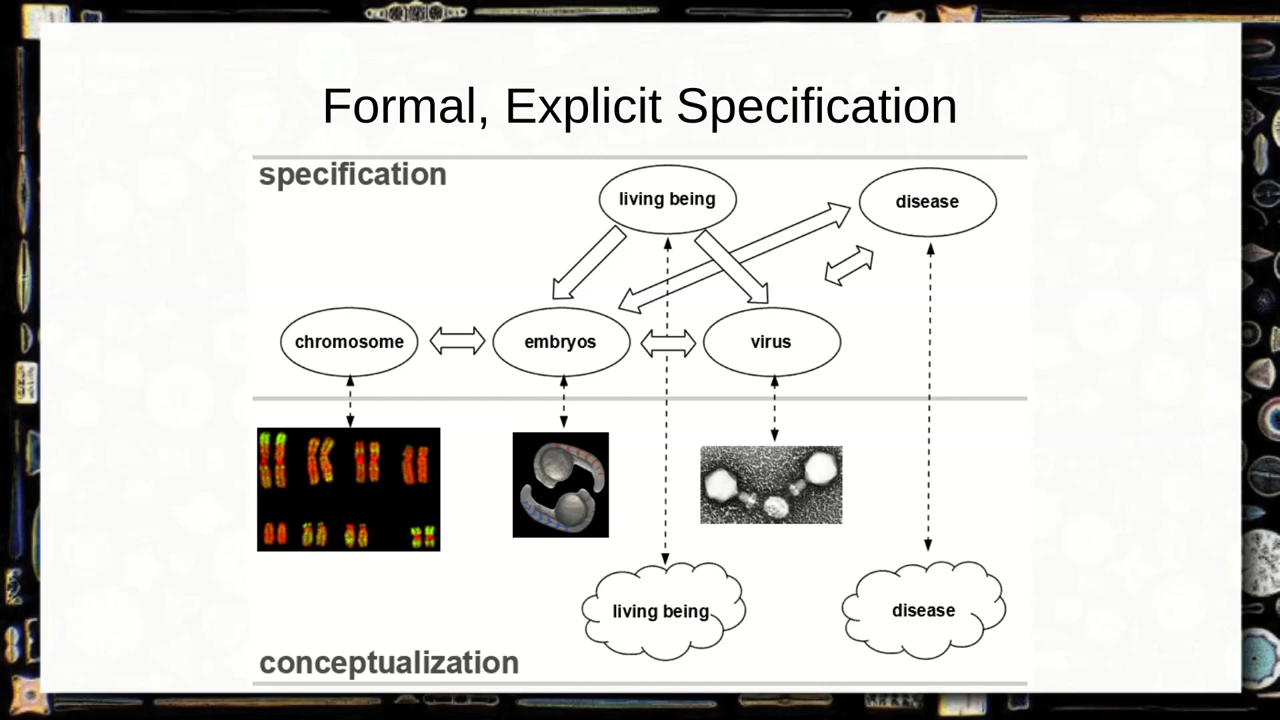 Formal, Explicit Specification
specification
living being
disease
chromosome
embryos
virus
living being
disease
conceptualization